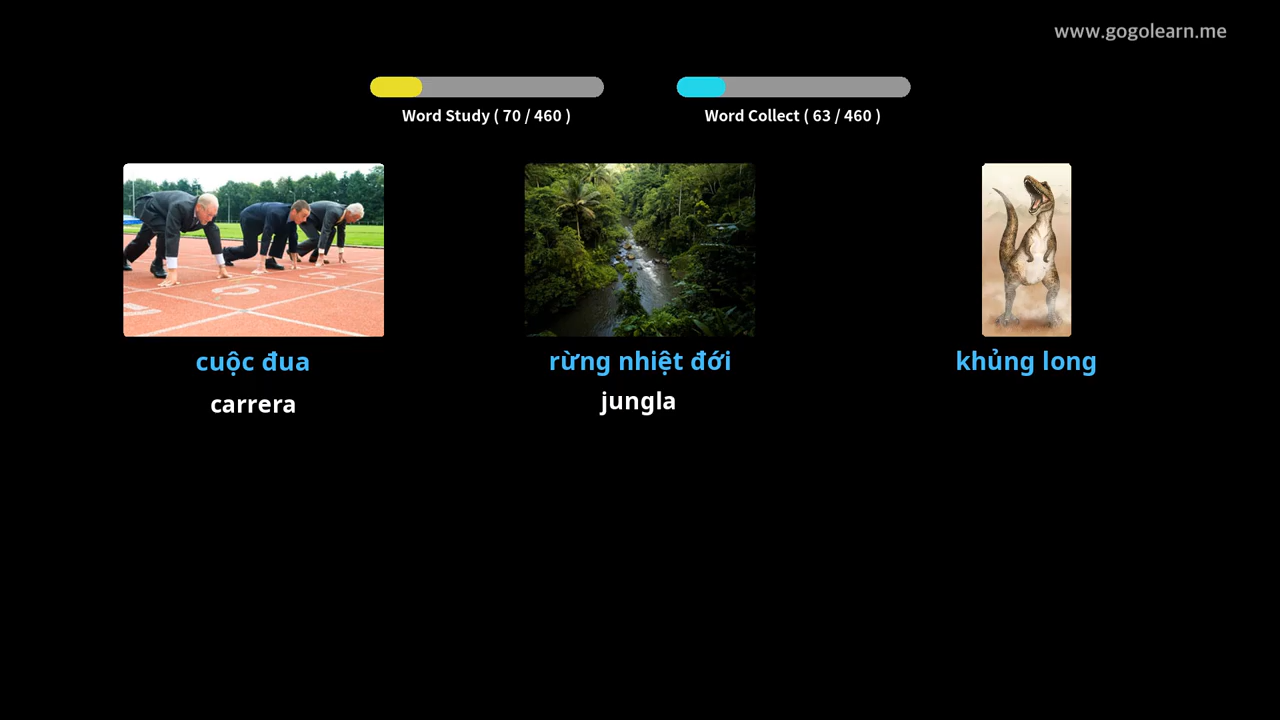 www.gogolearn.me
Word Study ( 70 / 460 )
Word Collect ( 63 / 460 )
cuộc đua
rừng nhiệt đới
khủng long
carrera
jungla